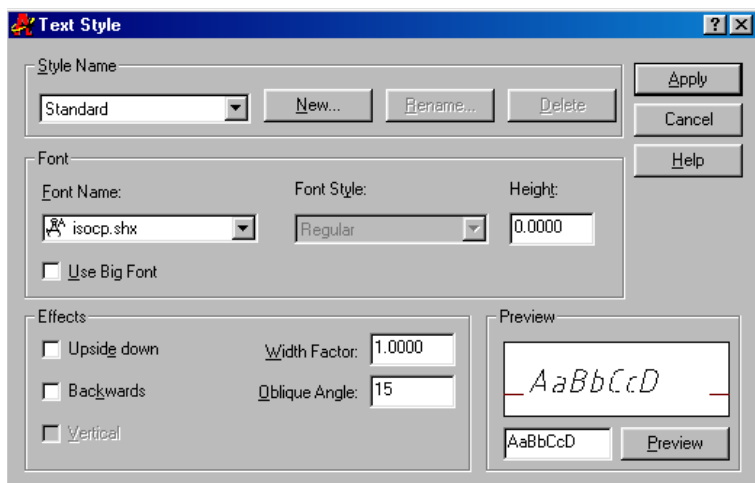 Text Style
Style Name
Standard
New...
Rename...
Delete
Apply
Cancel
Help
Font
Font Name:
Font Style:
Height:
isocp.shx
Regular
0.0000
Use Big Font
Effects
Upside down
Width Factor:
1.0000
Backwards
Oblique Angle:
15
Vertical
Preview
AaBbCcD
AaBbCcD
Preview